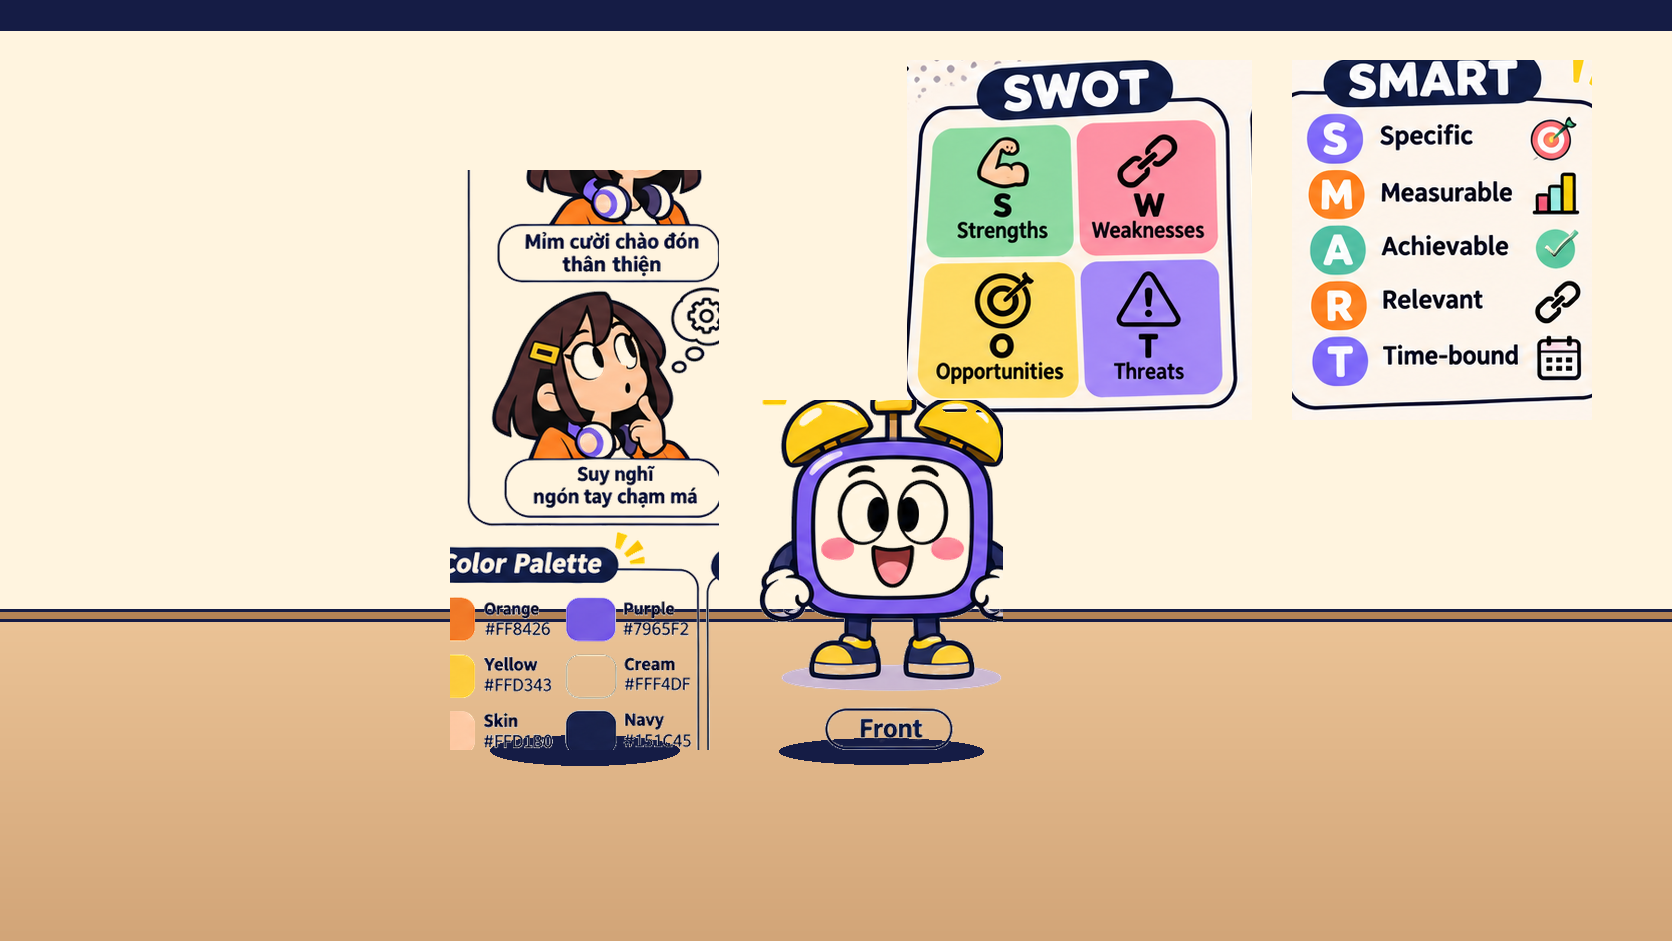 Mỉm cười chào đón
thân thiện
Suy nghĩ
ngón tay chạm má
Color Palette
Orange
#FF8426
Purple
#7965F2
Yellow
#FFD343
Cream
#FFF4DF
Skin
#FFD1B0
Navy
#151C45
Front
SWOT
S
Strengths
W
Weaknesses
O
Opportunities
T
Threats
SMART
S Specific
M Measurable
A Achievable
R Relevant
T Time-bound